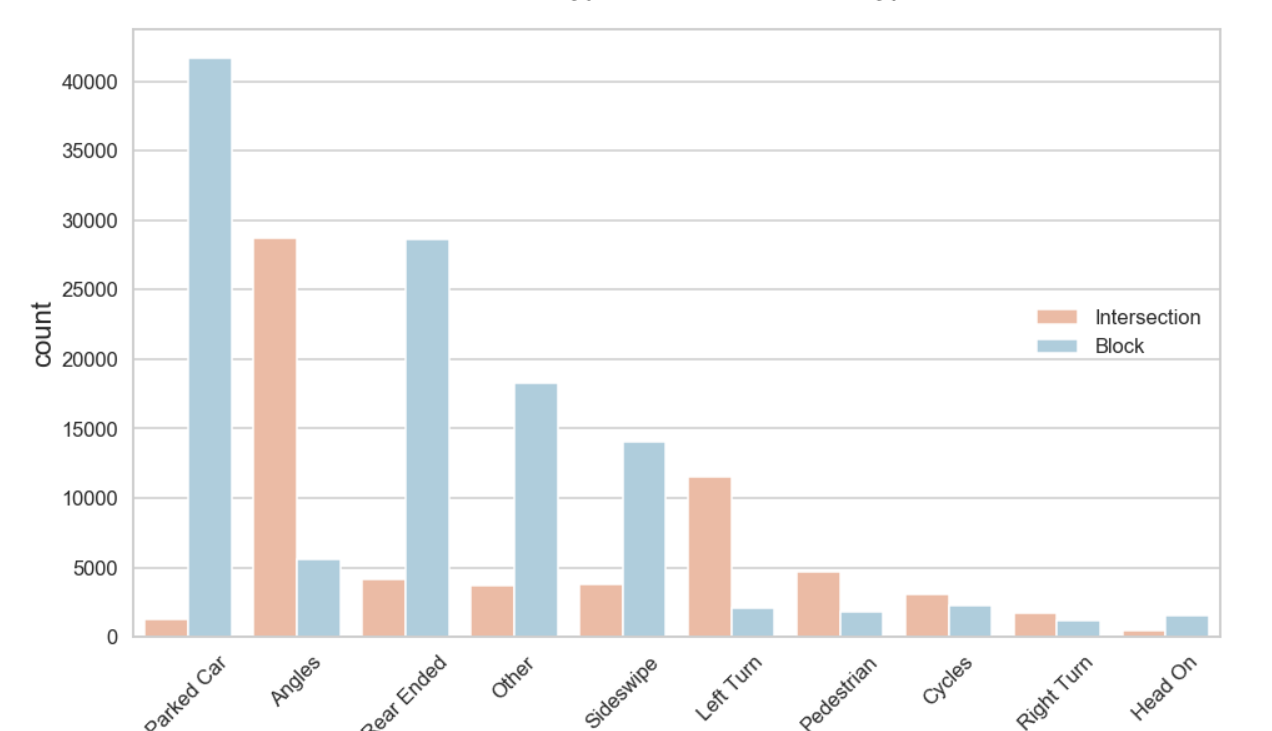 40000
35000
30000
25000
20000
15000
10000
5000
0
count
Intersection
Block
Parked Car
Angles
Rear Ended
Other
Sideswipe
Left Turn
Pedestrian
Cycles
Right Turn
Head On